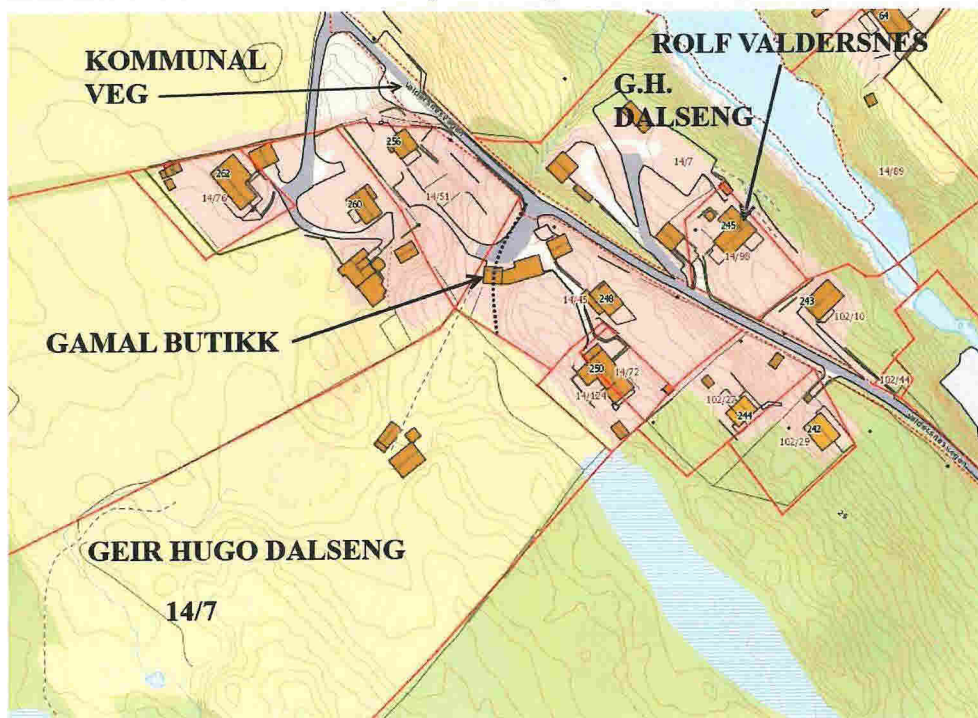 KOMMUNAL
VEG
ROLF VALDERSNES
G.H.
DALSENG
64
Valdersnesvegen
256
262
14/76
260
14/51
14/7
14/89
245
14/98
GAMAL BUTIKK
14/45
248
243
102/10
250
14/72
14/124
102/44
102/27
244
242
102/29
Valdersnesvegen
GEIR HUGO DALSENG
14/7